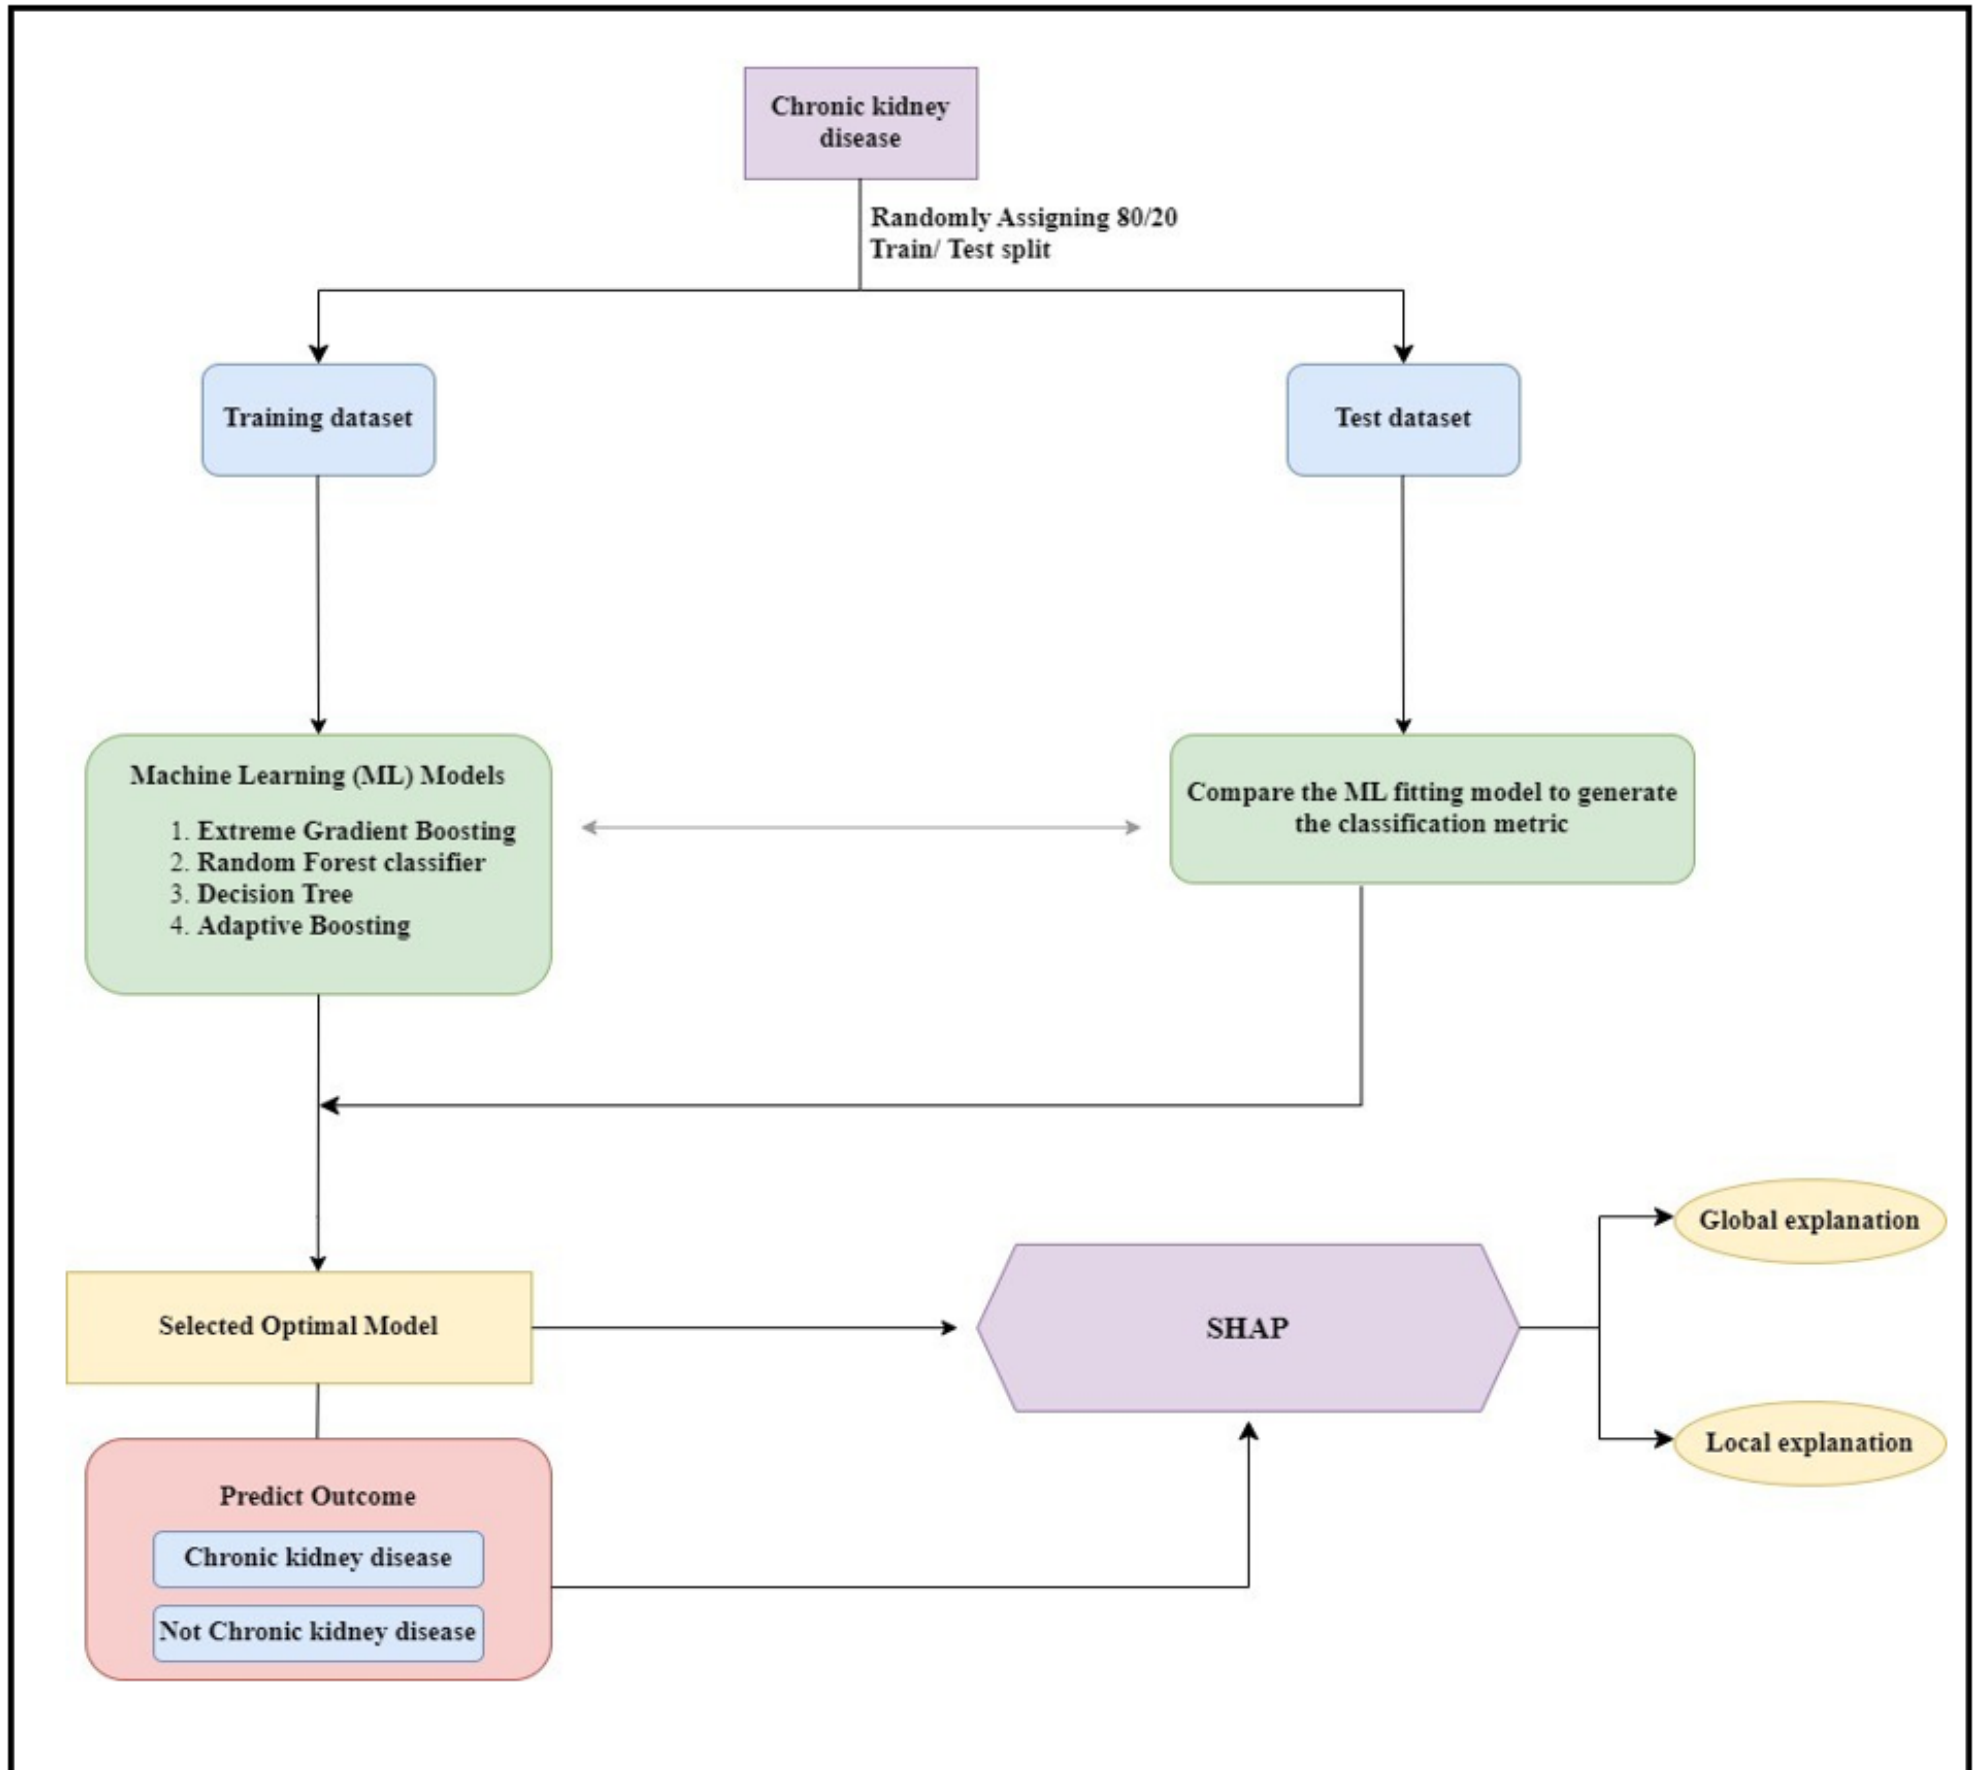 Chronic kidney
disease
Randomly Assigning 80/20
Train/ Test split
Training dataset
Test dataset
Machine Learning (ML) Models
1. Extreme Gradient Boosting
2. Random Forest classifier
3. Decision Tree
4. Adaptive Boosting
Compare the ML fitting model to generate
the classification metric
Selected Optimal Model
SHAP
Global explanation
Local explanation
Predict Outcome
Chronic kidney disease
Not Chronic kidney disease